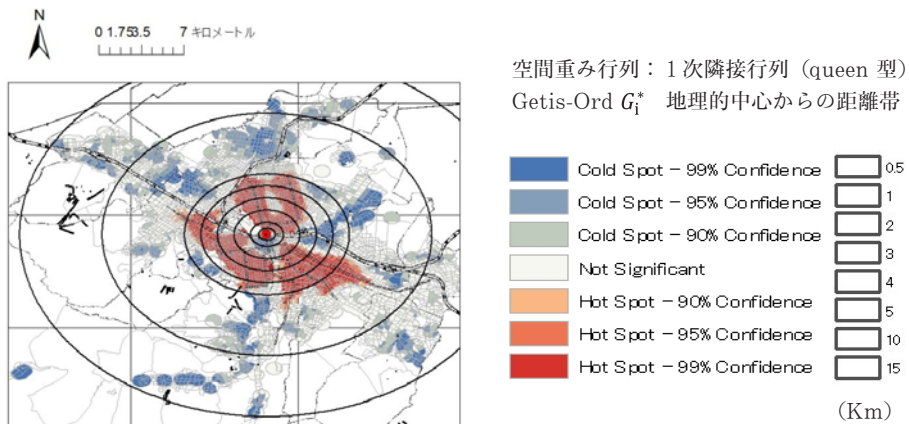 N
0 1.753.5 7 キロメートル
空間重み行列：1次隣接行列（queen 型）
Getis-Ord G*i 地理的中心からの距離帯
Cold Spot – 99% Confidence
Cold Spot – 95% Confidence
Cold Spot – 90% Confidence
Not Significant
Hot Spot – 90% Confidence
Hot Spot – 95% Confidence
Hot Spot – 99% Confidence
0.5
1
2
3
4
5
10
15
(Km)